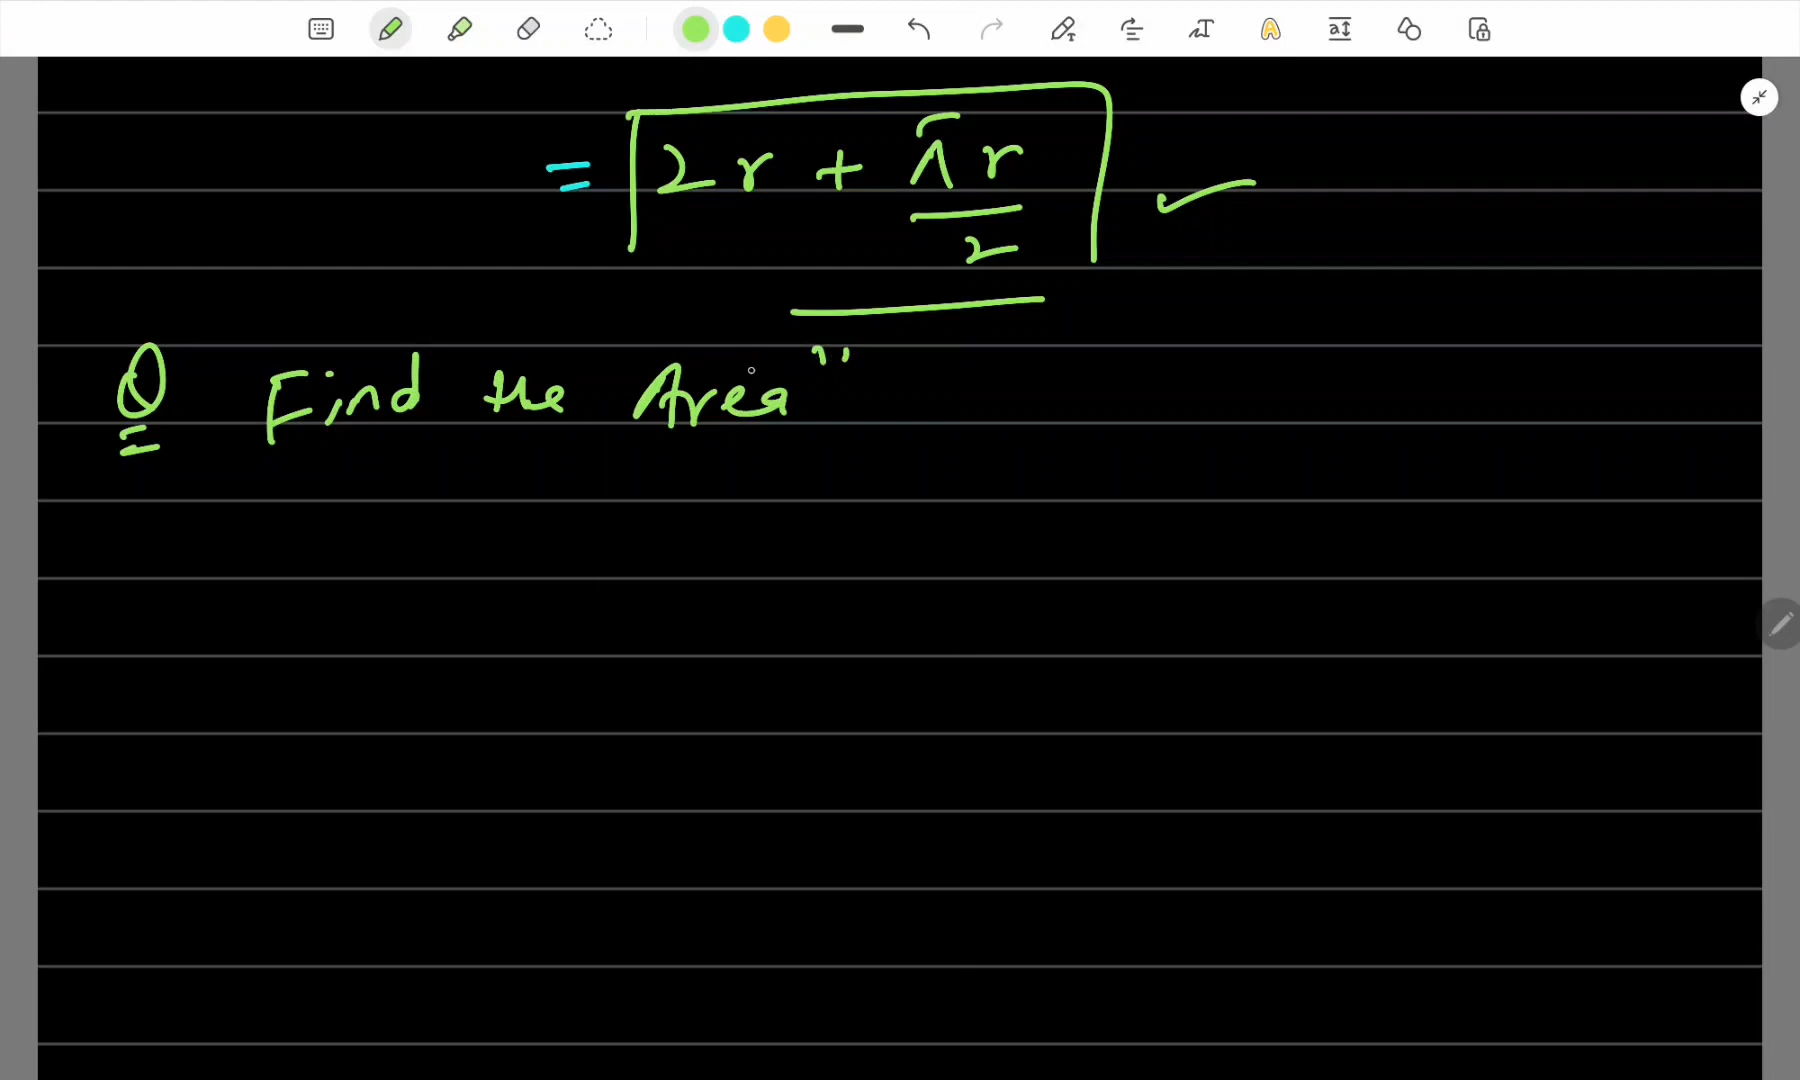 = 2r + πr/2
Q Find the Area"